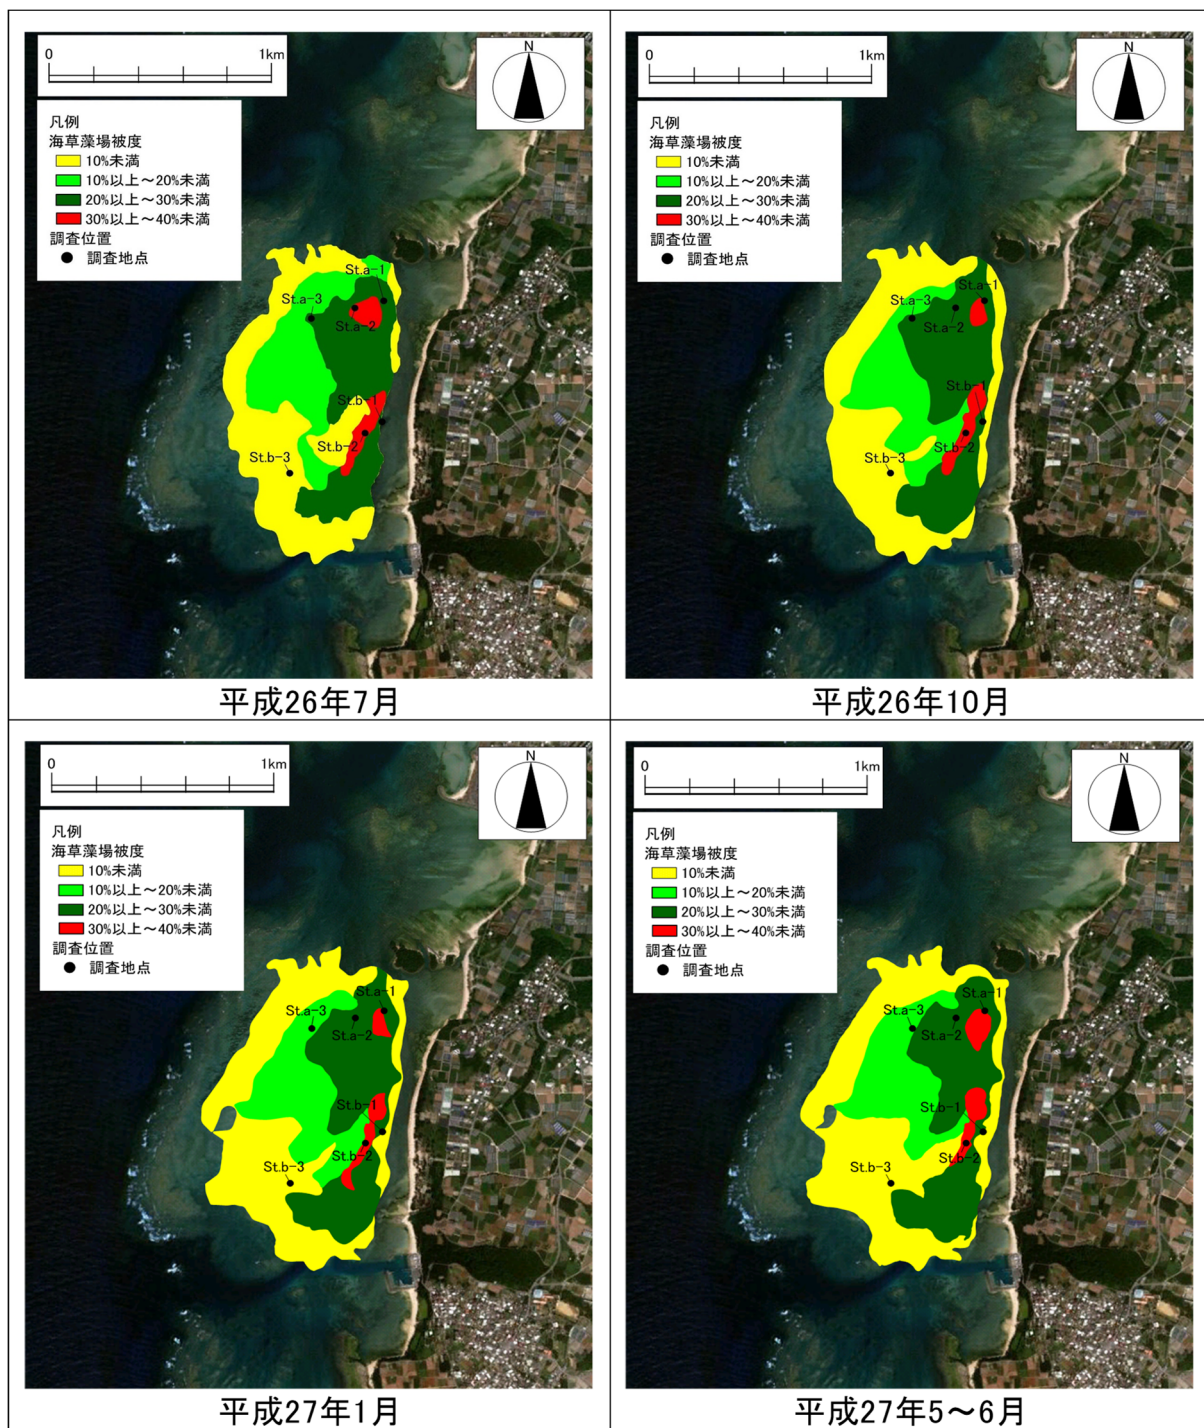 0 1km
N
凡例
海草藻場被度
10%未満
10%以上～20%未満
20%以上～30%未満
30%以上～40%未満
調査位置
調査地点
St.a-1
St.a-3
St.a-2
St.b-1
St.b-2
St.b-3
平成26年7月
0 1km
N
凡例
海草藻場被度
10%未満
10%以上～20%未満
20%以上～30%未満
30%以上～40%未満
調査位置
調査地点
St.a-1
St.a-3
St.a-2
St.b-1
St.b-2
St.b-3
平成26年10月
0 1km
N
凡例
海草藻場被度
10%未満
10%以上～20%未満
20%以上～30%未満
30%以上～40%未満
調査位置
調査地点
St.a-1
St.a-3
St.a-2
St.b-1
St.b-2
St.b-3
平成27年1月
0 1km
N
凡例
海草藻場被度
10%未満
10%以上～20%未満
20%以上～30%未満
30%以上～40%未満
調査位置
調査地点
St.a-1
St.a-3
St.a-2
St.b-1
St.b-2
St.b-3
平成27年5～6月